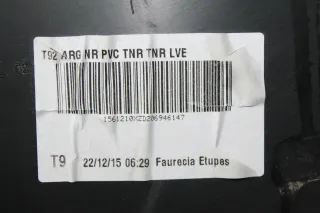 T92 ARG NR PVC TNR TNR LVE
1561210XZD206946147
T9 22/12/15 06:29 Faurecia Etupes